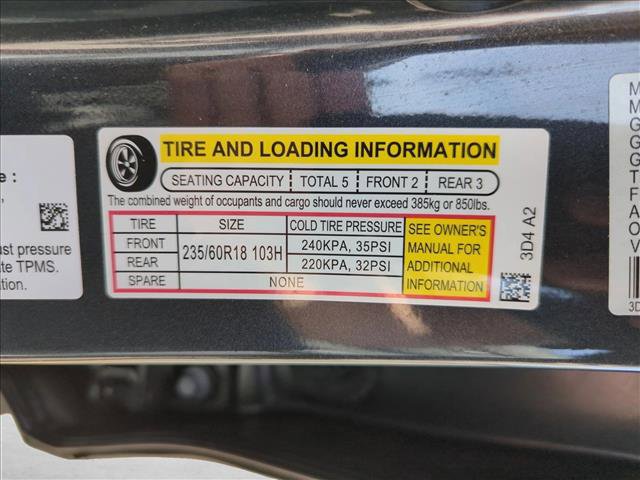 TIRE AND LOADING INFORMATION
SEATING CAPACITY TOTAL 5 FRONT 2 REAR 3
The combined weight of occupants and cargo should never exceed 385kg or 850lbs.
TIRE SIZE COLD TIRE PRESSURE
FRONT 235/60R18 103H 240KPA, 35PSI
REAR 220KPA, 32PSI
SPARE NONE
SEE OWNER'S
MANUAL FOR
ADDITIONAL
INFORMATION
3D4 A2
e :
ust pressure
te TPMS.
tion.
M
M
G
G
G
T
F
A
O
V
3D